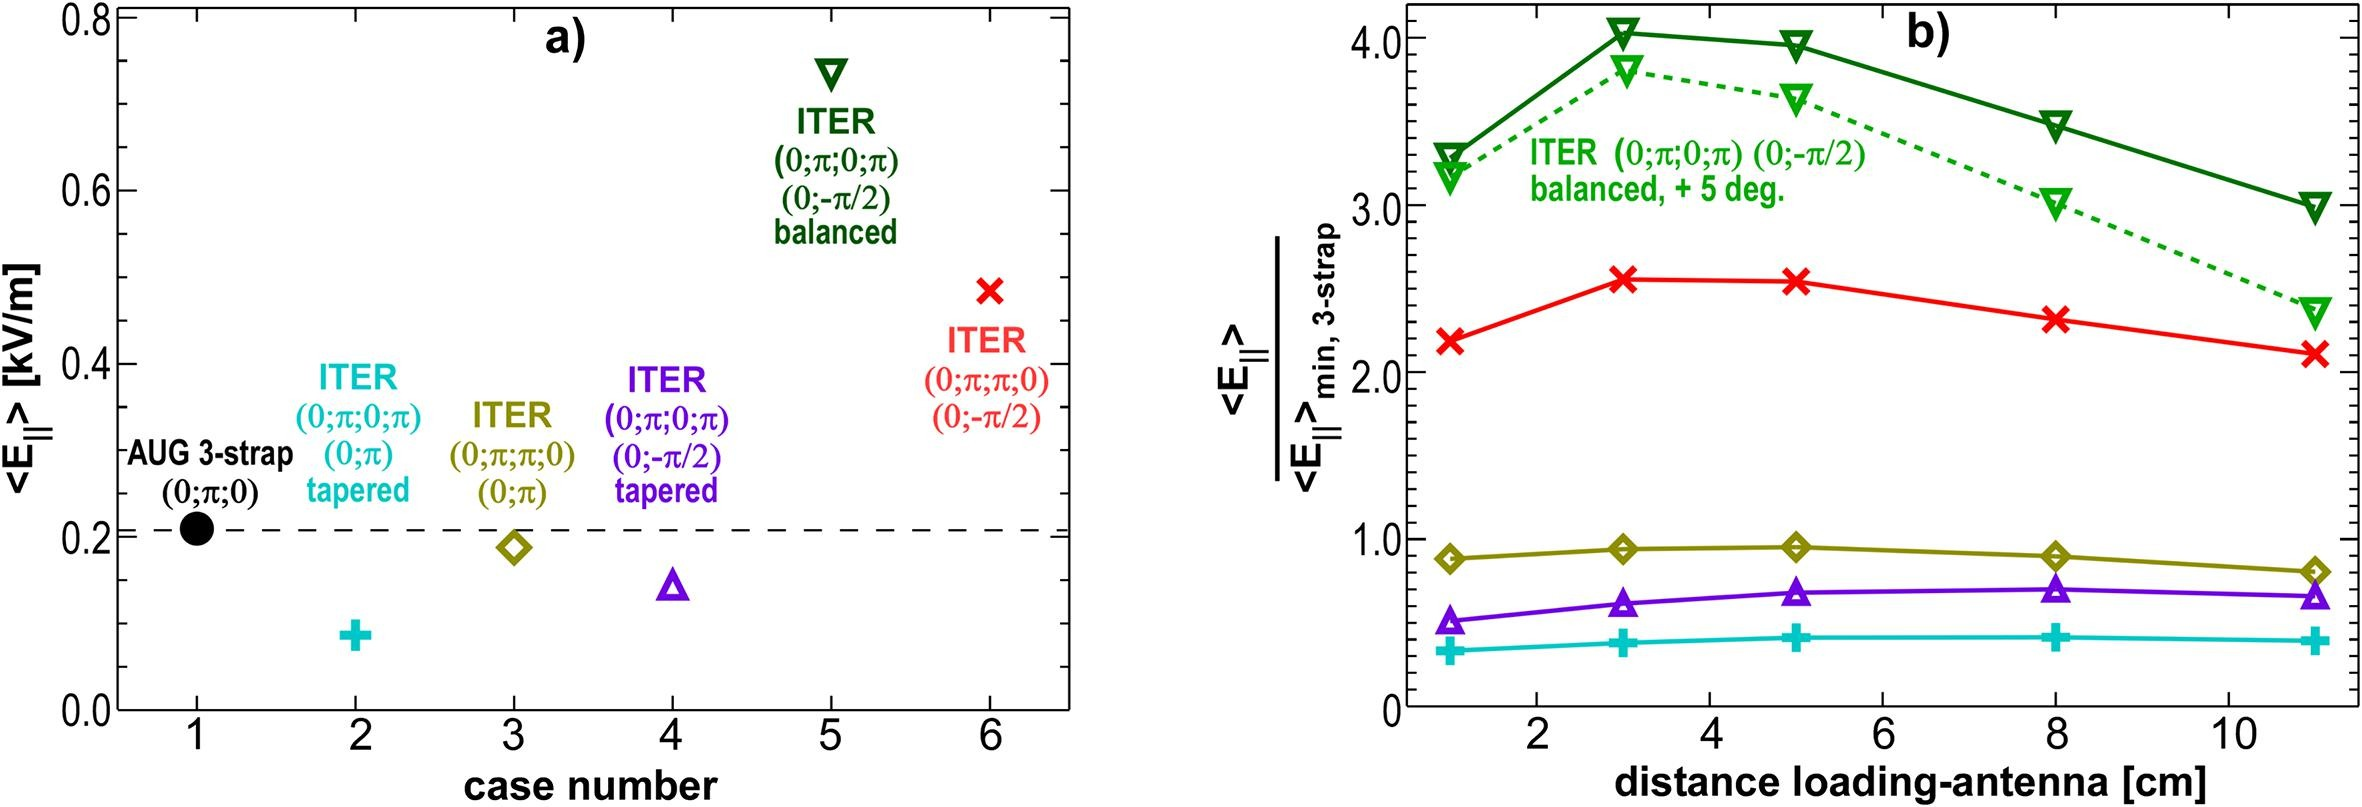 a)
0.8
0.6
0.4
0.2
0.0
<E||> [kV/m]
AUG 3-strap
(0;π;0)
ITER
(0;π;0;π)
(0;π)
tapered
ITER
(0;π;π;0)
(0;π)
ITER
(0;π;0;π)
(0;-π/2)
tapered
ITER
(0;π;0;π)
(0;-π/2)
balanced
ITER
(0;π;π;0)
(0;-π/2)
1 2 3 4 5 6
case number
b)
4.0
3.0
2.0
1.0
0
<E||>
<E||>min, 3-strap
ITER (0;π;0;π) (0;-π/2)
balanced, + 5 deg.
2 4 6 8 10
distance loading-antenna [cm]